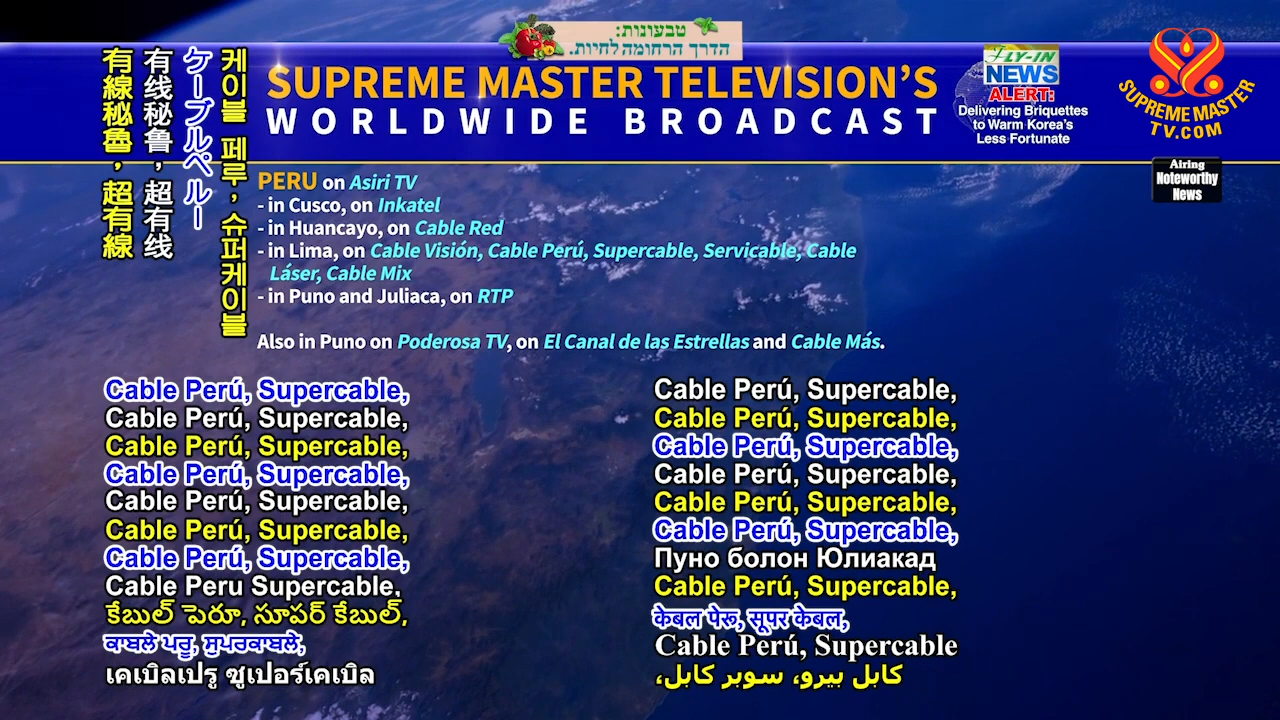 טבעונות:
הדרך הרחומה לחיות.
SUPREME MASTER TELEVISION'S
WORLDWIDE BROADCAST
FLY-IN
NEWS
ALERT:
Delivering Briquettes
to Warm Korea's
Less Fortunate
SUPREME MASTER
TV.COM
Airing
Noteworthy
News
有線秘魯，超有線
有线秘鲁，超有线
ケーブルペルー
케이블 페루, 슈퍼케이블
PERU on Asiri TV
- in Cusco, on Inkatel
- in Huancayo, on Cable Red
- in Lima, on Cable Visión, Cable Perú, Supercable, Servicable, Cable
Láser, Cable Mix
- in Puno and Juliaca, on RTP
Also in Puno on Poderosa TV, on El Canal de las Estrellas and Cable Más.
Cable Perú, Supercable,
Cable Perú, Supercable,
Cable Perú, Supercable,
Cable Perú, Supercable,
Cable Perú, Supercable,
Cable Perú, Supercable,
Cable Perú, Supercable,
Cable Peru Supercable,
కేబుల్ పెరూ, సూపర్ కేబుల్,
ਕਾਬਲੇ ਪਰੂ, ਸੁਪਰਕਾਬਲੇ,
เคเบิลเปรู ซูเปอร์เคเบิล
Cable Perú, Supercable,
Cable Perú, Supercable,
Cable Perú, Supercable,
Cable Perú, Supercable,
Cable Perú, Supercable,
Cable Perú, Supercable,
Пуно болон Юлиакад
Cable Perú, Supercable,
केबल पेरू, सूपर केबल,
Cable Perú, Supercable
كابل بيرو، سوبر كابل،